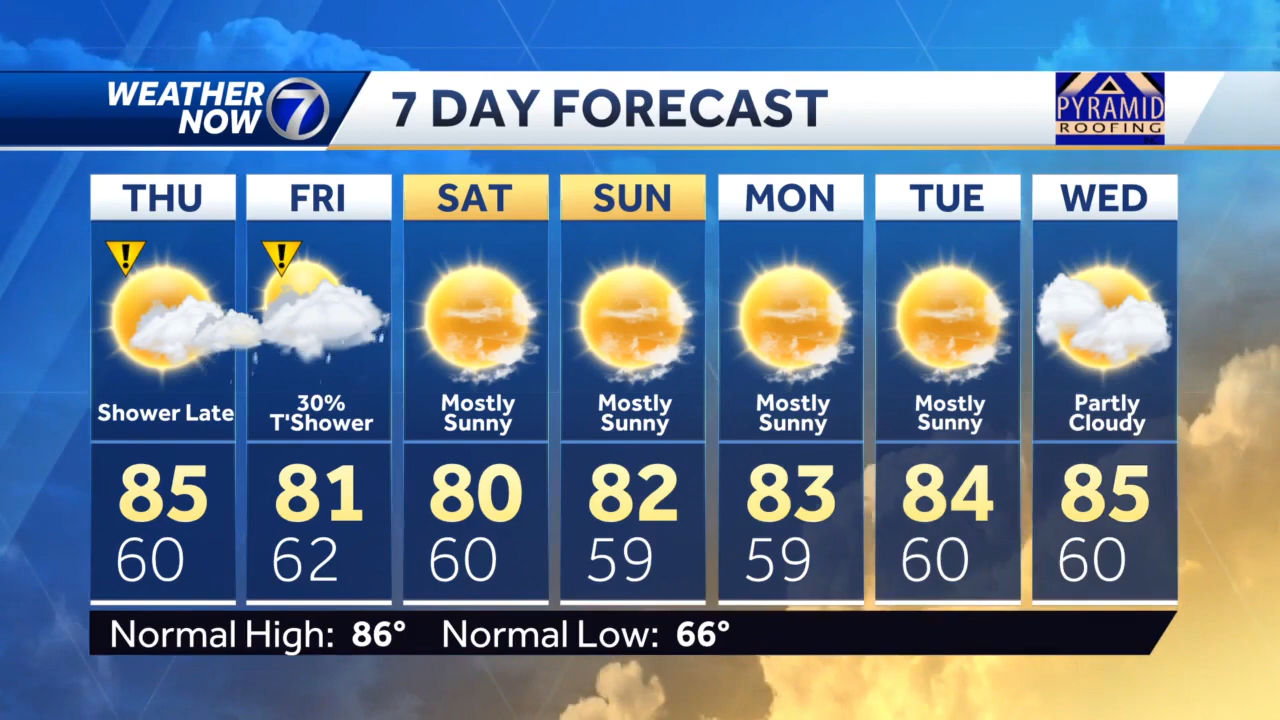 WEATHER
NOW 7
7 DAY FORECAST
PYRAMID
ROOFING
THU
FRI
SAT
SUN
MON
TUE
WED
!
!
Shower Late
30%
T'Shower
Mostly
Sunny
Mostly
Sunny
Mostly
Sunny
Mostly
Sunny
Partly
Cloudy
85
81
80
82
83
84
85
60
62
60
59
59
60
60
Normal High: 86° Normal Low: 66°